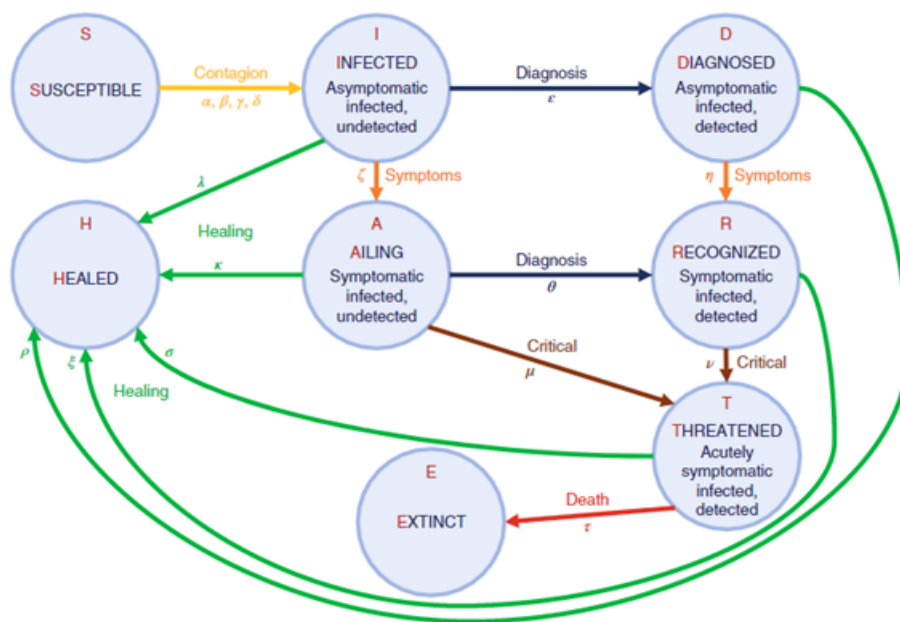 S
SUSCEPTIBLE
Contagion
α, β, γ, δ
I
INFECTED
Asymptomatic
infected,
undetected
Diagnosis
ε
D
DIAGNOSED
Asymptomatic
infected,
detected
λ
ζ Symptoms
η Symptoms
H
HEALED
Healing
κ
A
AILING
Symptomatic
infected,
undetected
Diagnosis
θ
R
RECOGNIZED
Symptomatic
infected,
detected
ρ
ξ
Healing
σ
Critical
μ
ν Critical
T
THREATENED
Acutely
symptomatic
infected,
detected
E
EXTINCT
Death
τ